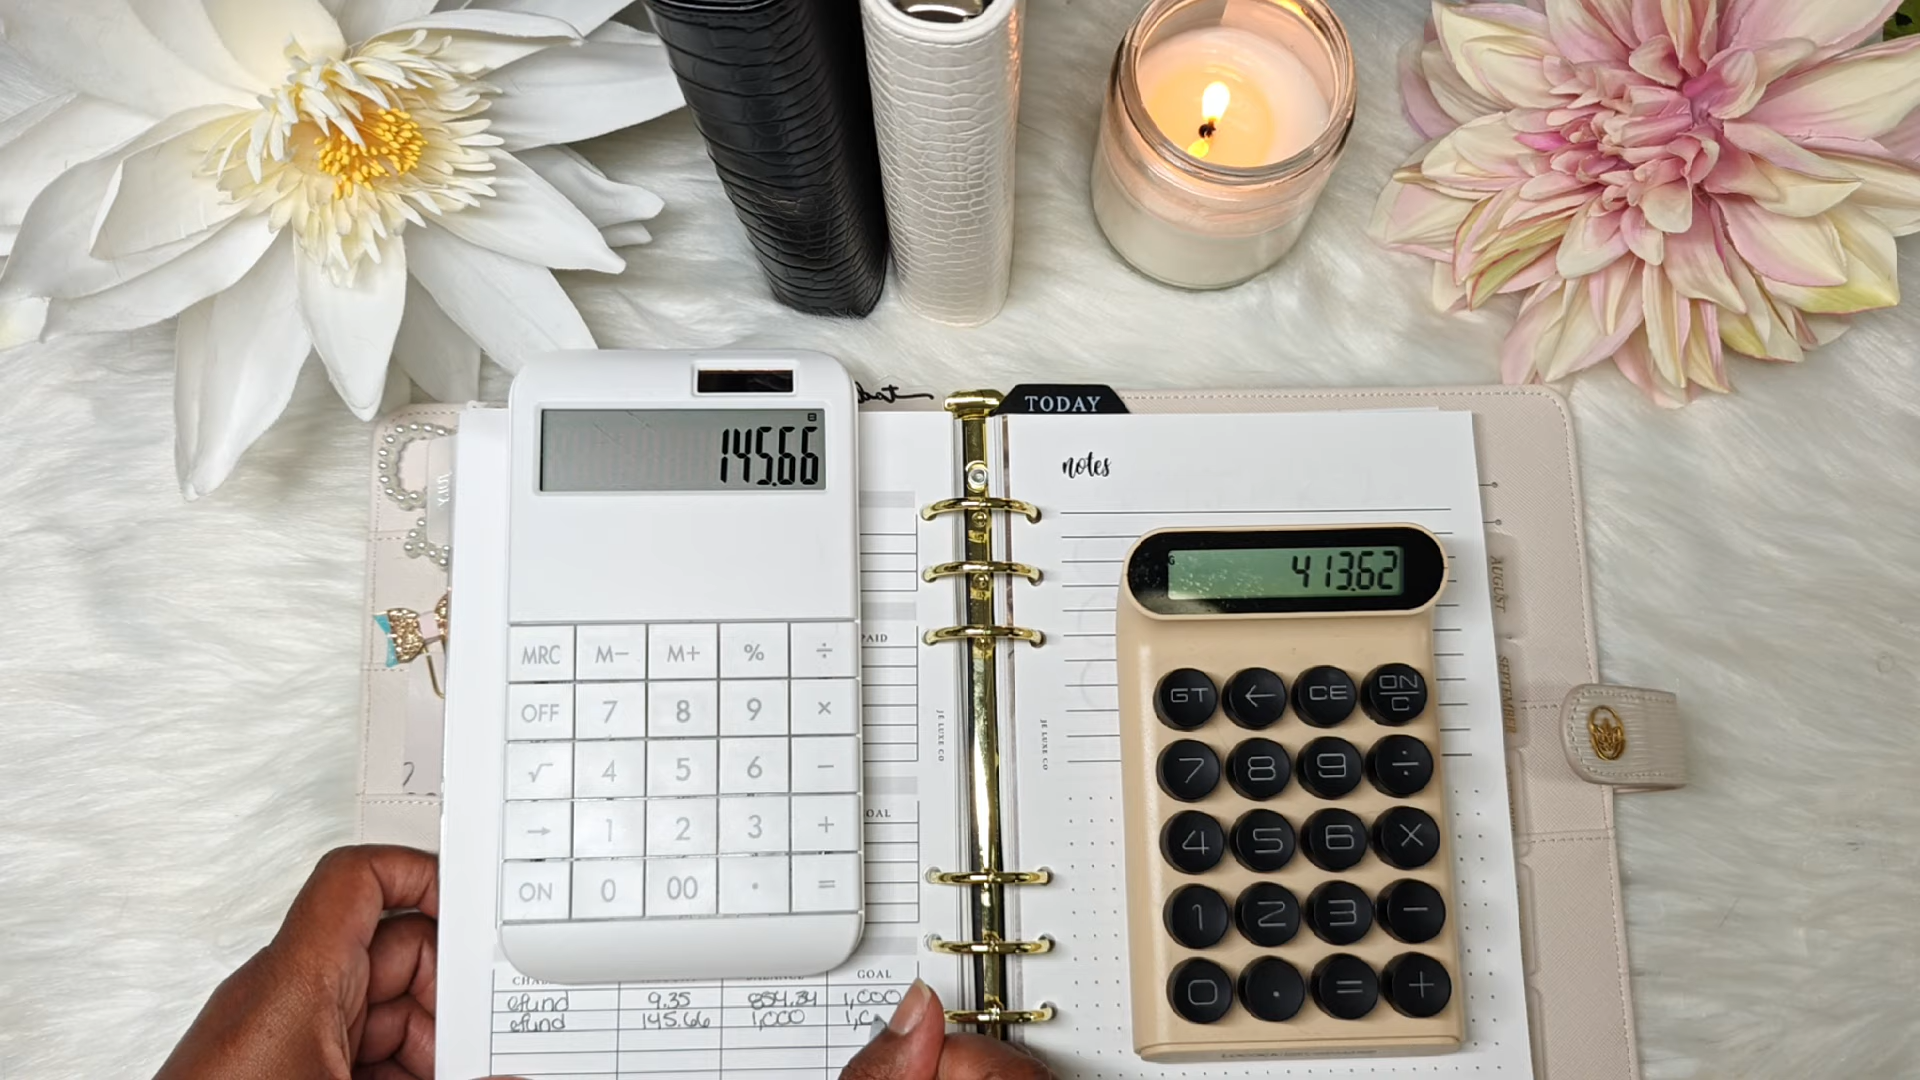 145.66
TODAY
notes
413.62
AUGUST
SEPTEMBER
PAID
MRC M− M+ % ÷
OFF 7 8 9 ×
√ 4 5 6 −
→ 1 2 3 +
ON 0 00 . =
GT ← CE ON/C
7 8 9 ÷
4 5 6 ×
1 2 3 −
0 . = +
JE LUXE CO
JE LUXE CO
GOAL
BALANCE GOAL
efund 9.35 854.34 1,000
efund 145.66 1,000